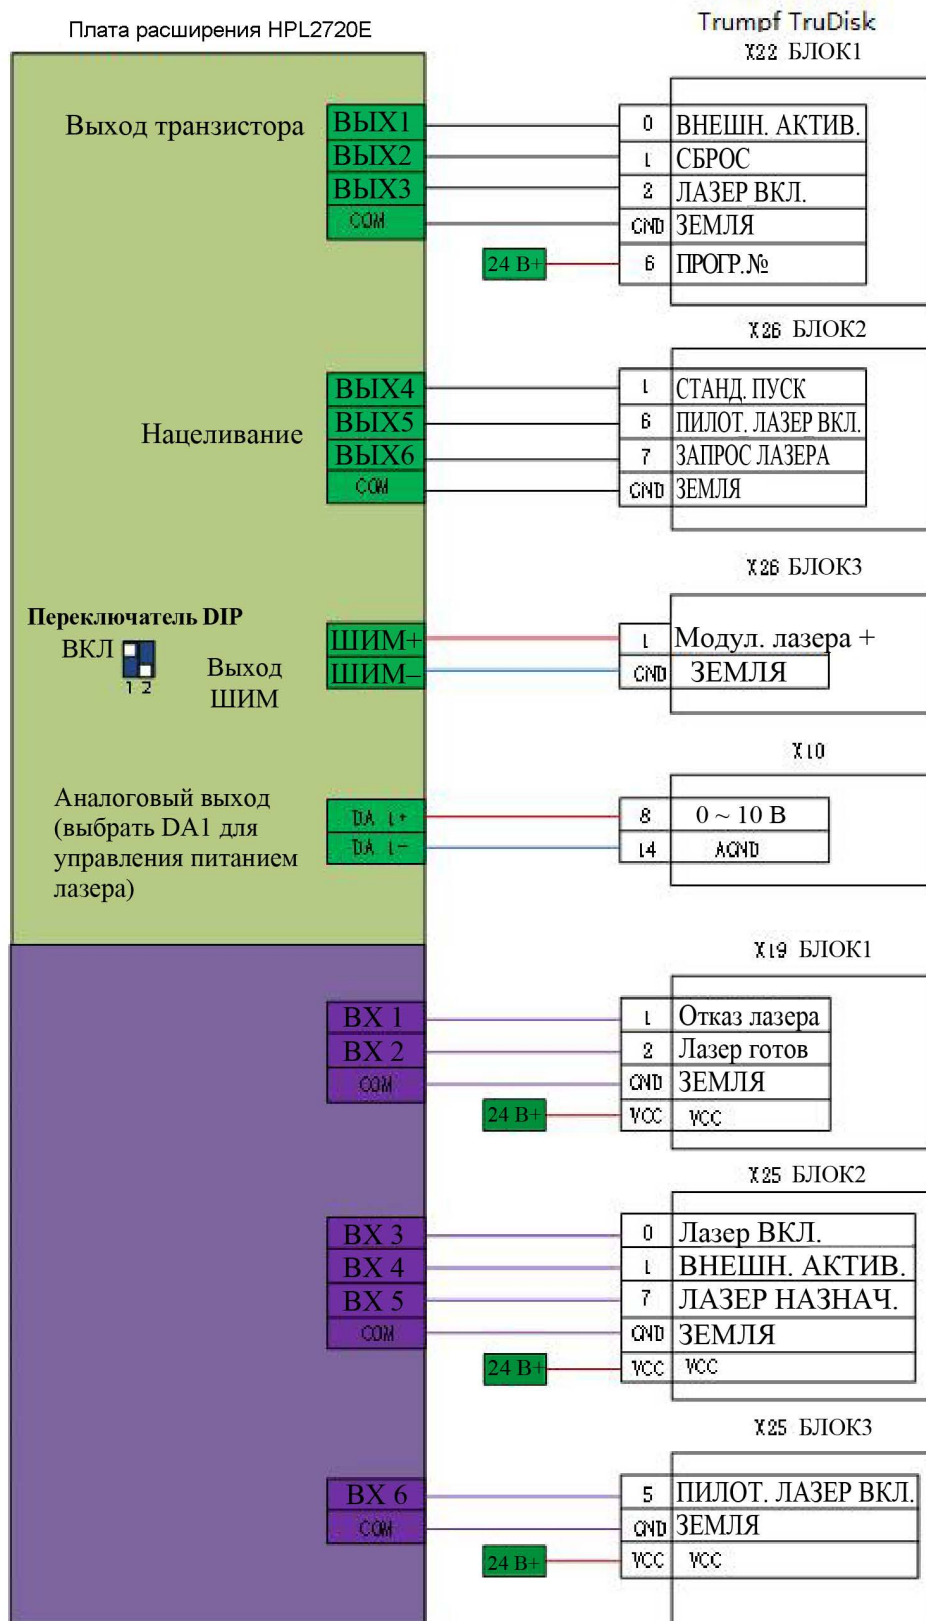 Плата расширения HPL2720E
Trumpf TruDisk
X22 БЛОК1
Выход транзистора
ВЫХ1
0 ВНЕШН. АКТИВ.
ВЫХ2
1 СБРОС
ВЫХ3
2 ЛАЗЕР ВКЛ.
COM
GND ЗЕМЛЯ
24 В+
6 ПРОГР.№
X26 БЛОК2
Нацеливание
ВЫХ4
1 СТАНД. ПУСК
ВЫХ5
6 ПИЛОТ. ЛАЗЕР ВКЛ.
ВЫХ6
7 ЗАПРОС ЛАЗЕРА
COM
GND ЗЕМЛЯ
X26 БЛОК3
Переключатель DIP
ВКЛ
1 2
Выход
ШИМ
ШИМ+
1 Модул. лазера +
ШИМ–
GND ЗЕМЛЯ
X10
Аналоговый выход
(выбрать DA1 для
управления питанием
лазера)
DA 1+
8 0 ~ 10 В
DA 1-
14 AGND
X19 БЛОК1
ВХ 1
1 Отказ лазера
ВХ 2
2 Лазер готов
COM
GND ЗЕМЛЯ
24 В+
VCC VCC
X25 БЛОК2
ВХ 3
0 Лазер ВКЛ.
ВХ 4
1 ВНЕШН. АКТИВ.
ВХ 5
7 ЛАЗЕР НАЗНАЧ.
COM
GND ЗЕМЛЯ
24 В+
VCC VCC
X25 БЛОК3
ВХ 6
5 ПИЛОТ. ЛАЗЕР ВКЛ.
COM
GND ЗЕМЛЯ
24 В+
VCC VCC